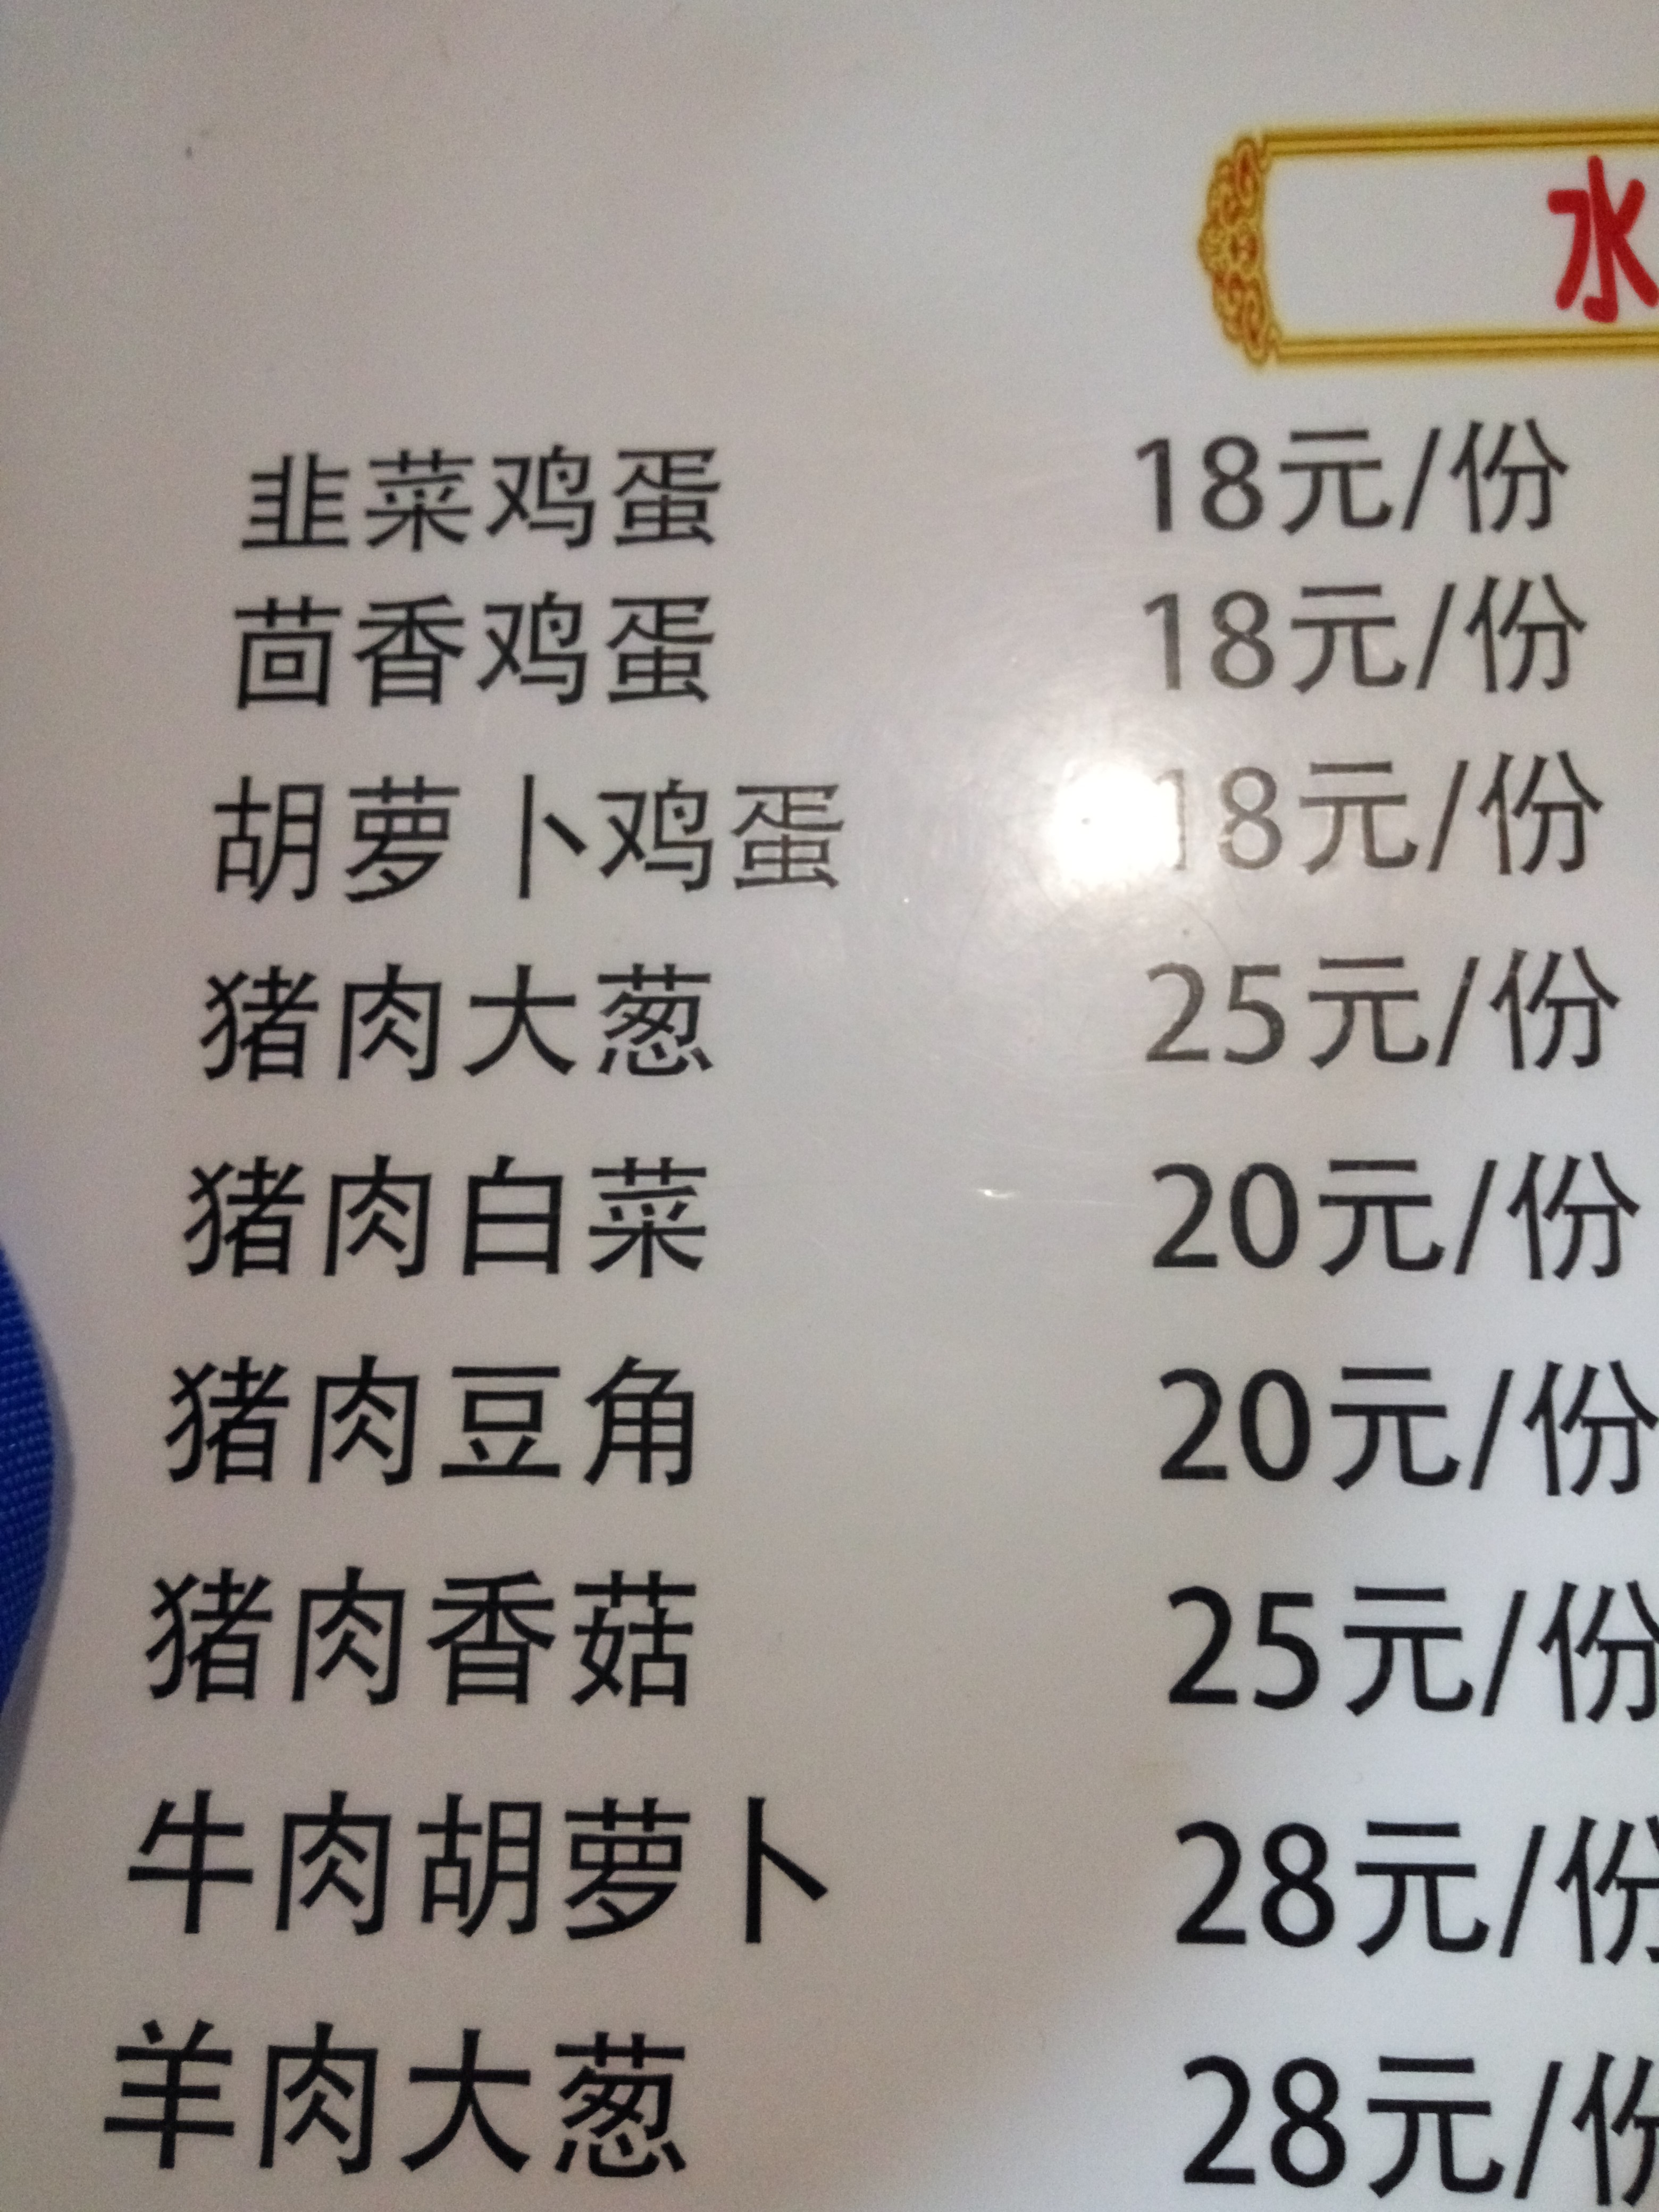 水
韭菜鸡蛋 18元/份
茴香鸡蛋 18元/份
胡萝卜鸡蛋 18元/份
猪肉大葱 25元/份
猪肉白菜 20元/份
猪肉豆角 20元/份
猪肉香菇 25元/份
牛肉胡萝卜 28元/份
羊肉大葱 28元/份